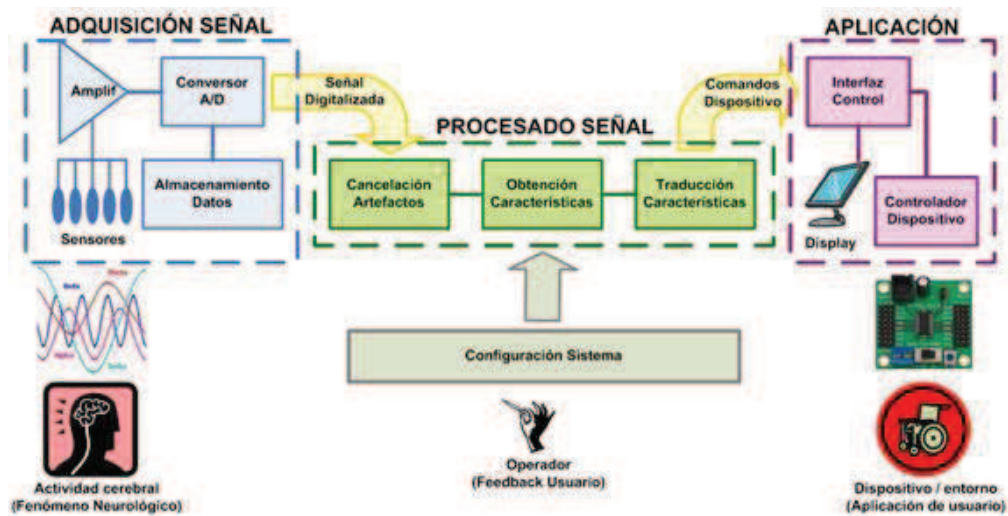 ADQUISICIÓN SEÑAL
Amplif
Conversor
A/D
Almacenamiento
Datos
Sensores
Señal
Digitalizada
PROCESADO SEÑAL
Cancelación
Artefactos
Obtención
Características
Traducción
Características
Comandos
Dispositivo
APLICACIÓN
Interfaz
Control
Controlador
Dispositivo
Display
Configuración Sistema
Operador
(Feedback Usuario)
Actividad cerebral
(Fenómeno Neurológico)
Dispositivo / entorno
(Aplicación de usuario)